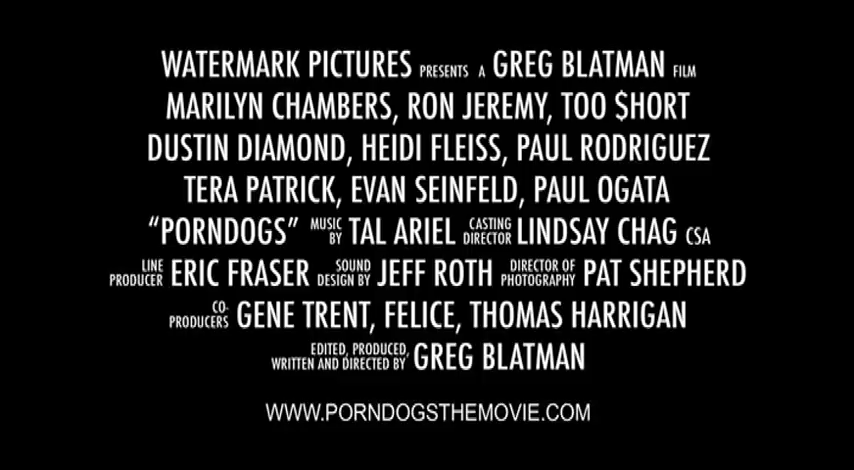 WATERMARK PICTURES PRESENTS A GREG BLATMAN FILM
MARILYN CHAMBERS, RON JEREMY, TOO $HORT
DUSTIN DIAMOND, HEIDI FLEISS, PAUL RODRIGUEZ
TERA PATRICK, EVAN SEINFELD, PAUL OGATA
“PORNDOGS” MUSIC BY TAL ARIEL CASTING DIRECTOR LINDSAY CHAG CSA
LINE PRODUCER ERIC FRASER SOUND DESIGN BY JEFF ROTH DIRECTOR OF PHOTOGRAPHY PAT SHEPHERD
CO-PRODUCERS GENE TRENT, FELICE, THOMAS HARRIGAN
EDITED, PRODUCED, WRITTEN AND DIRECTED BY GREG BLATMAN
WWW.PORNDOGSTHEMOVIE.COM